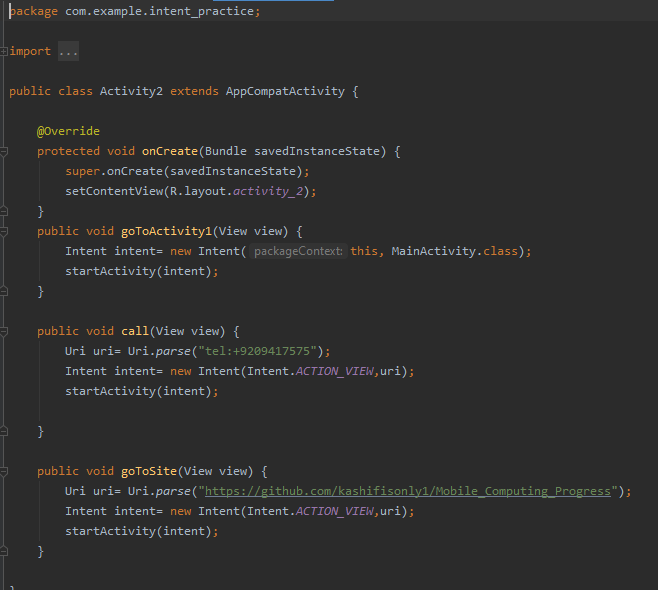 package com.example.intent_practice;
import ...
public class Activity2 extends AppCompatActivity {
@Override
protected void onCreate(Bundle savedInstanceState) {
super.onCreate(savedInstanceState);
setContentView(R.layout.activity_2);
}
public void goToActivity1(View view) {
Intent intent= new Intent( packageContext: this, MainActivity.class);
startActivity(intent);
}
public void call(View view) {
Uri uri= Uri.parse("tel:+9209417575");
Intent intent= new Intent(Intent.ACTION_VIEW,uri);
startActivity(intent);
}
public void goToSite(View view) {
Uri uri= Uri.parse("https://github.com/kashifisonly1/Mobile_Computing_Progress");
Intent intent= new Intent(Intent.ACTION_VIEW,uri);
startActivity(intent);
}
}